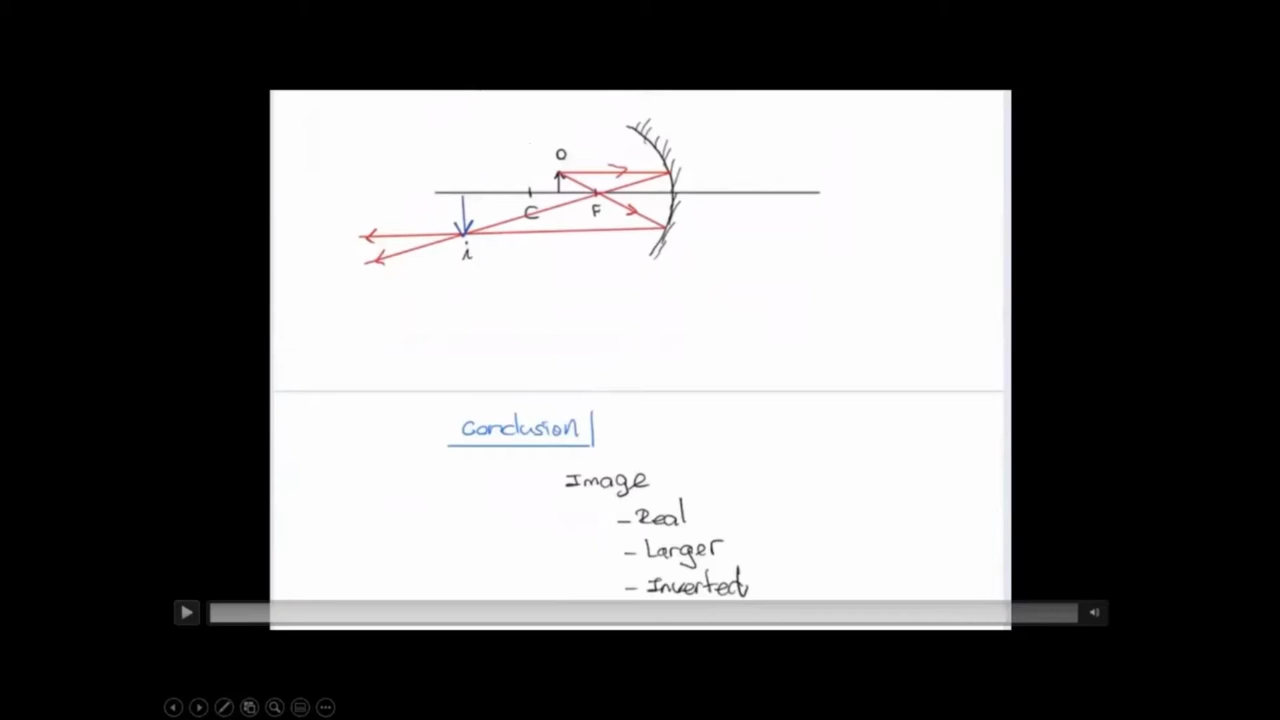 O
C
F
i
Conclusion
Image
- Real
- Larger
- Inverted